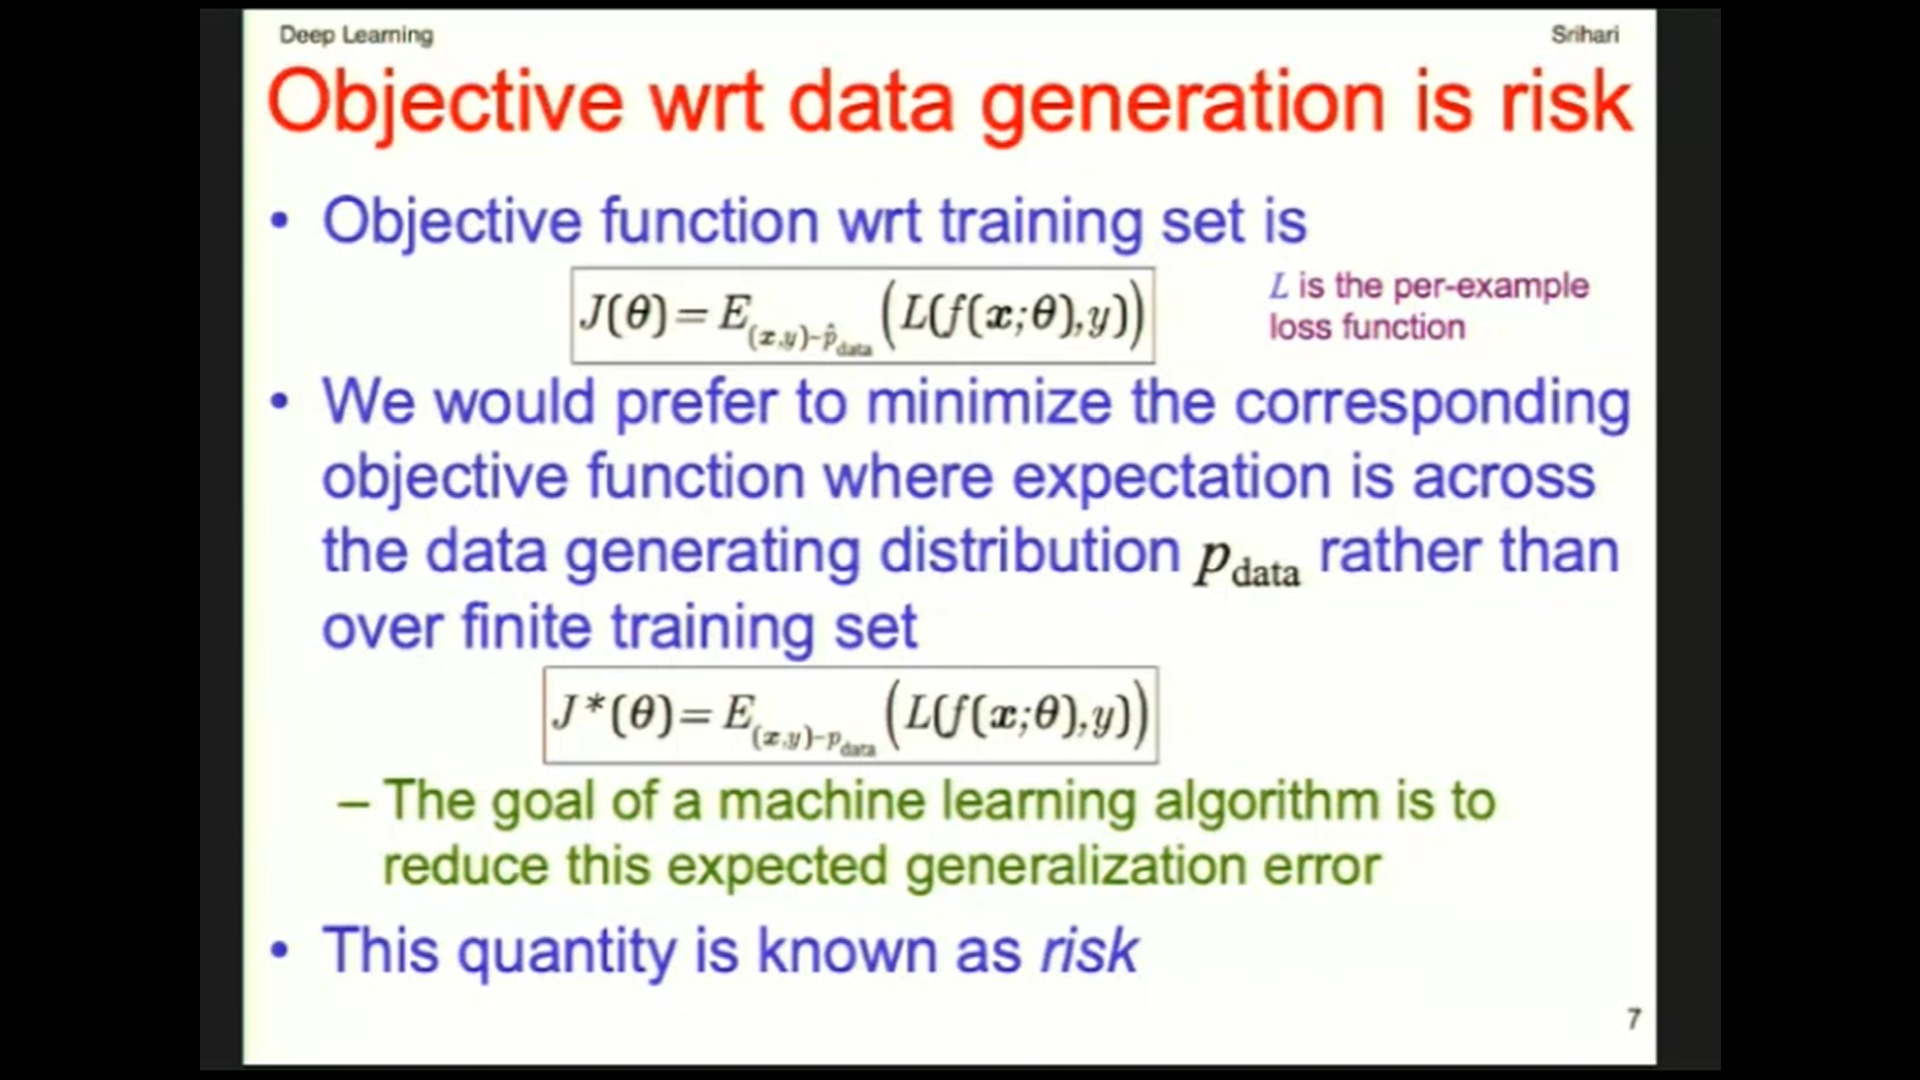 Deep Learning
Srihari
Objective wrt data generation is risk
• Objective function wrt training set is
J(θ) = E(x,y)~p̂data (L(f(x;θ),y))
L is the per-example
loss function
• We would prefer to minimize the corresponding
objective function where expectation is across
the data generating distribution pdata rather than
over finite training set
J*(θ) = E(x,y)~pdata (L(f(x;θ),y))
– The goal of a machine learning algorithm is to
reduce this expected generalization error
• This quantity is known as risk
7